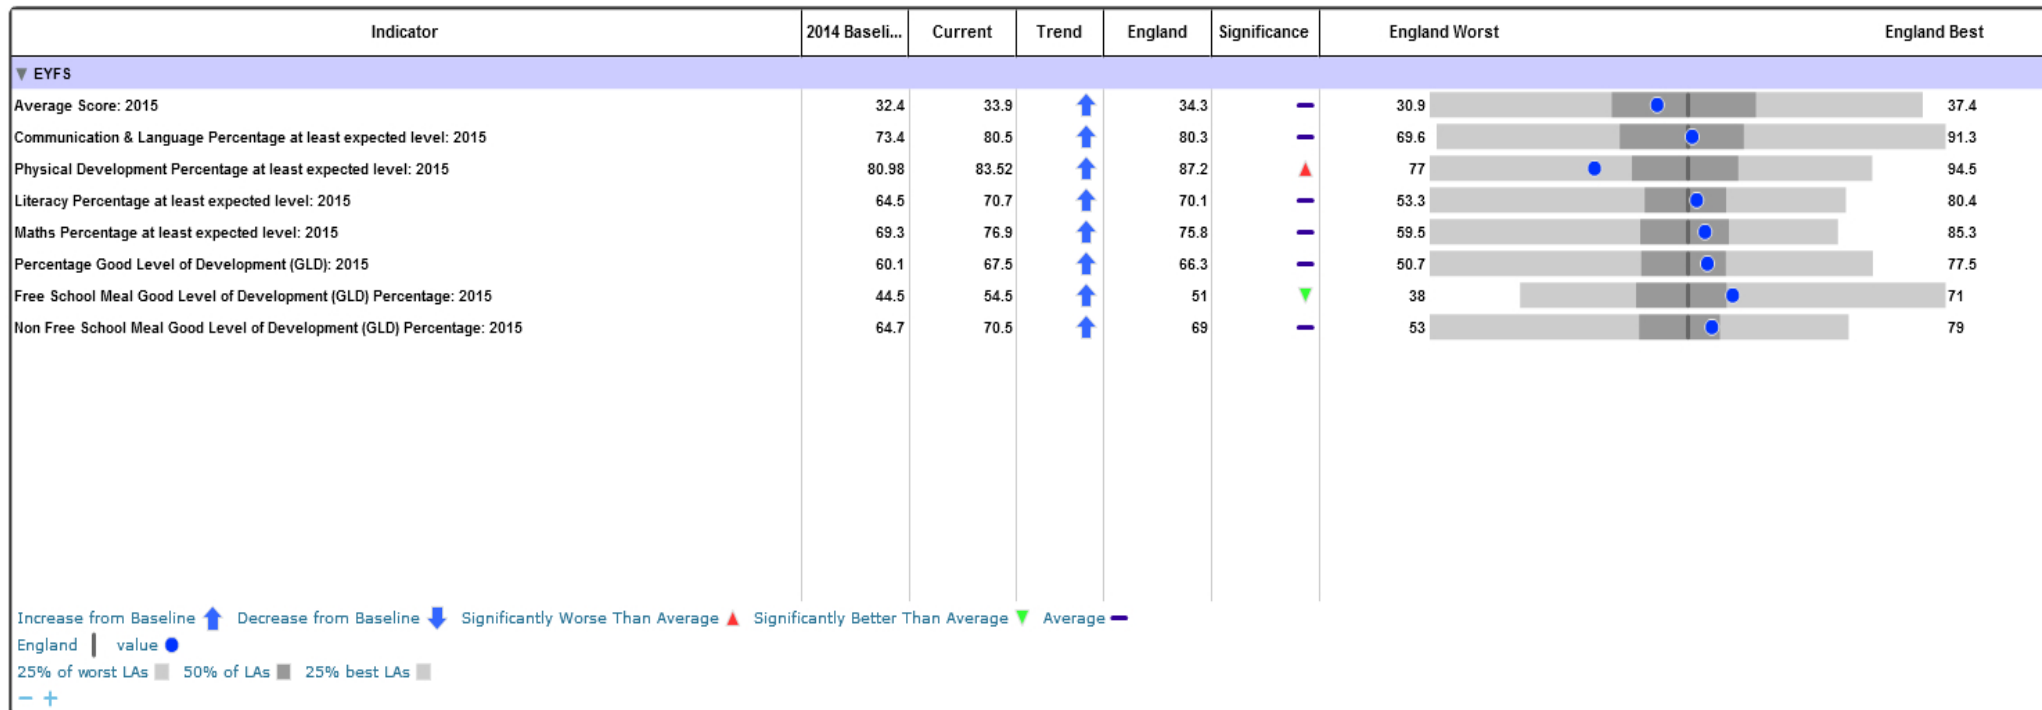 Indicator 2014 Baseli... Current Trend England Significance England Worst England Best
EYFS
Average Score: 2015 32.4 33.9 34.3 30.9 37.4
Communication & Language Percentage at least expected level: 2015 73.4 80.5 80.3 69.6 91.3
Physical Development Percentage at least expected level: 2015 80.98 83.52 87.2 77 94.5
Literacy Percentage at least expected level: 2015 64.5 70.7 70.1 53.3 80.4
Maths Percentage at least expected level: 2015 69.3 76.9 75.8 59.5 85.3
Percentage Good Level of Development (GLD): 2015 60.1 67.5 66.3 50.7 77.5
Free School Meal Good Level of Development (GLD) Percentage: 2015 44.5 54.5 51 38 71
Non Free School Meal Good Level of Development (GLD) Percentage: 2015 64.7 70.5 69 53 79
Increase from Baseline Decrease from Baseline Significantly Worse Than Average Significantly Better Than Average Average
England value
25% of worst LAs 50% of LAs 25% best LAs
− +